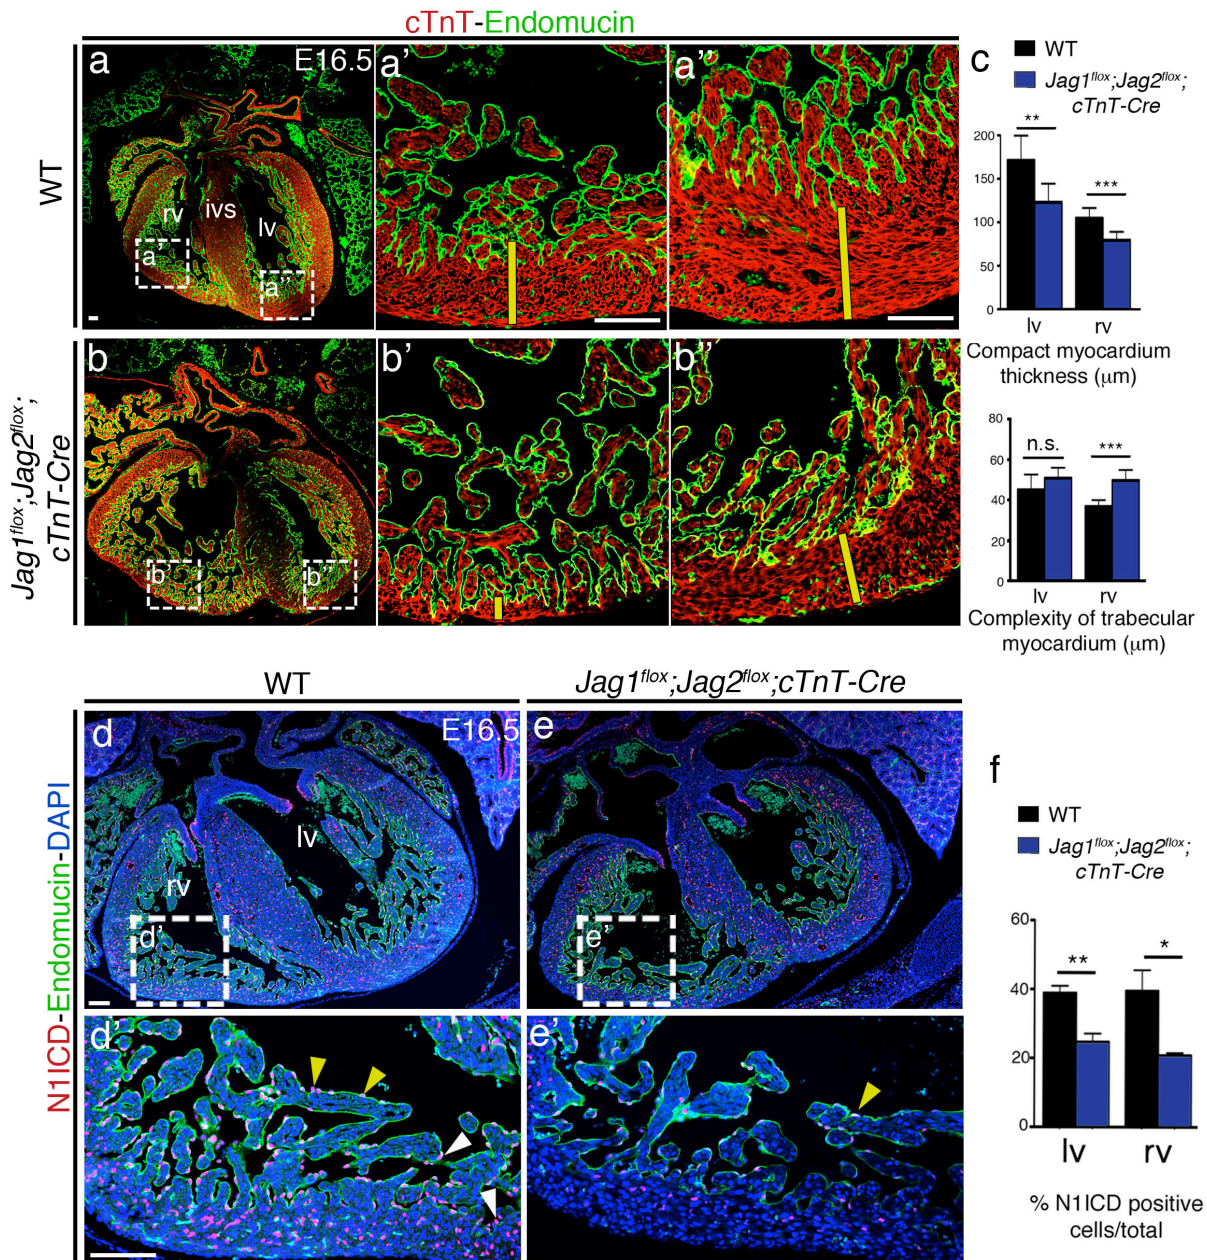 cTnT-Endomucin
WT
a
E16.5
rv
ivs
lv
a'
a''
a'
a''
c
WT
Jag1flox;Jag2flox;
cTnT-Cre
**
***
200
150
100
50
0
lv
rv
Compact myocardium
thickness (μm)
Jag1flox;Jag2flox;
cTnT-Cre
b
b'
b
b'
b''
80
60
40
20
0
n.s.
***
lv
rv
Complexity of trabecular
myocardium (μm)
WT
Jag1flox;Jag2flox;cTnT-Cre
N1ICD-Endomucin-DAPI
d
E16.5
lv
rv
d'
e
e'
d'
e'
f
WT
Jag1flox;Jag2flox;
cTnT-Cre
60
40
20
0
**
*
lv
rv
% N1ICD positive
cells/total